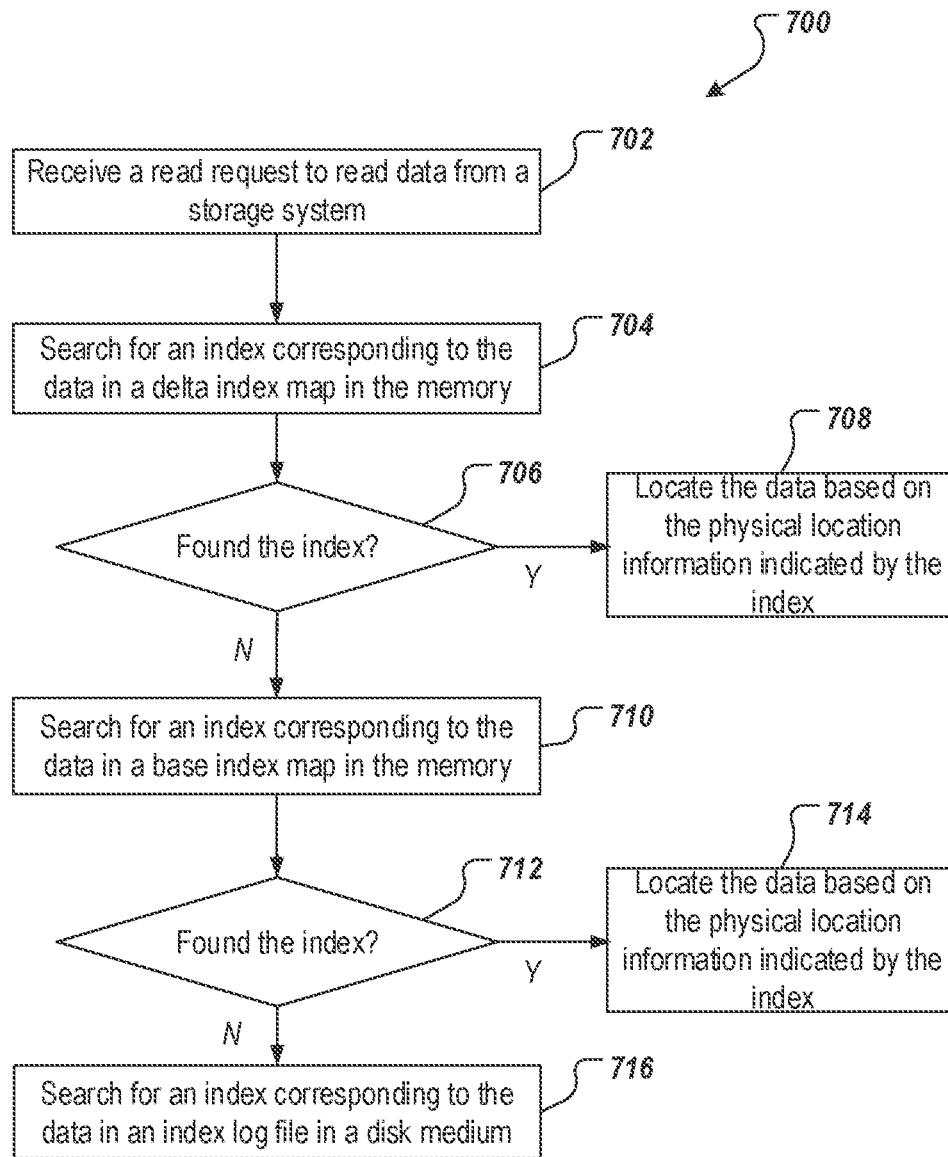 700
702
Receive a read request to read data from a
storage system
704
Search for an index corresponding to the
data in a delta index map in the memory
706
Found the index?
Y
N
708
Locate the data based on
the physical location
information indicated by the
index
710
Search for an index corresponding to the
data in a base index map in the memory
712
Found the index?
Y
N
714
Locate the data based on
the physical location
information indicated by the
index
716
Search for an index corresponding to the
data in an index log file in a disk medium